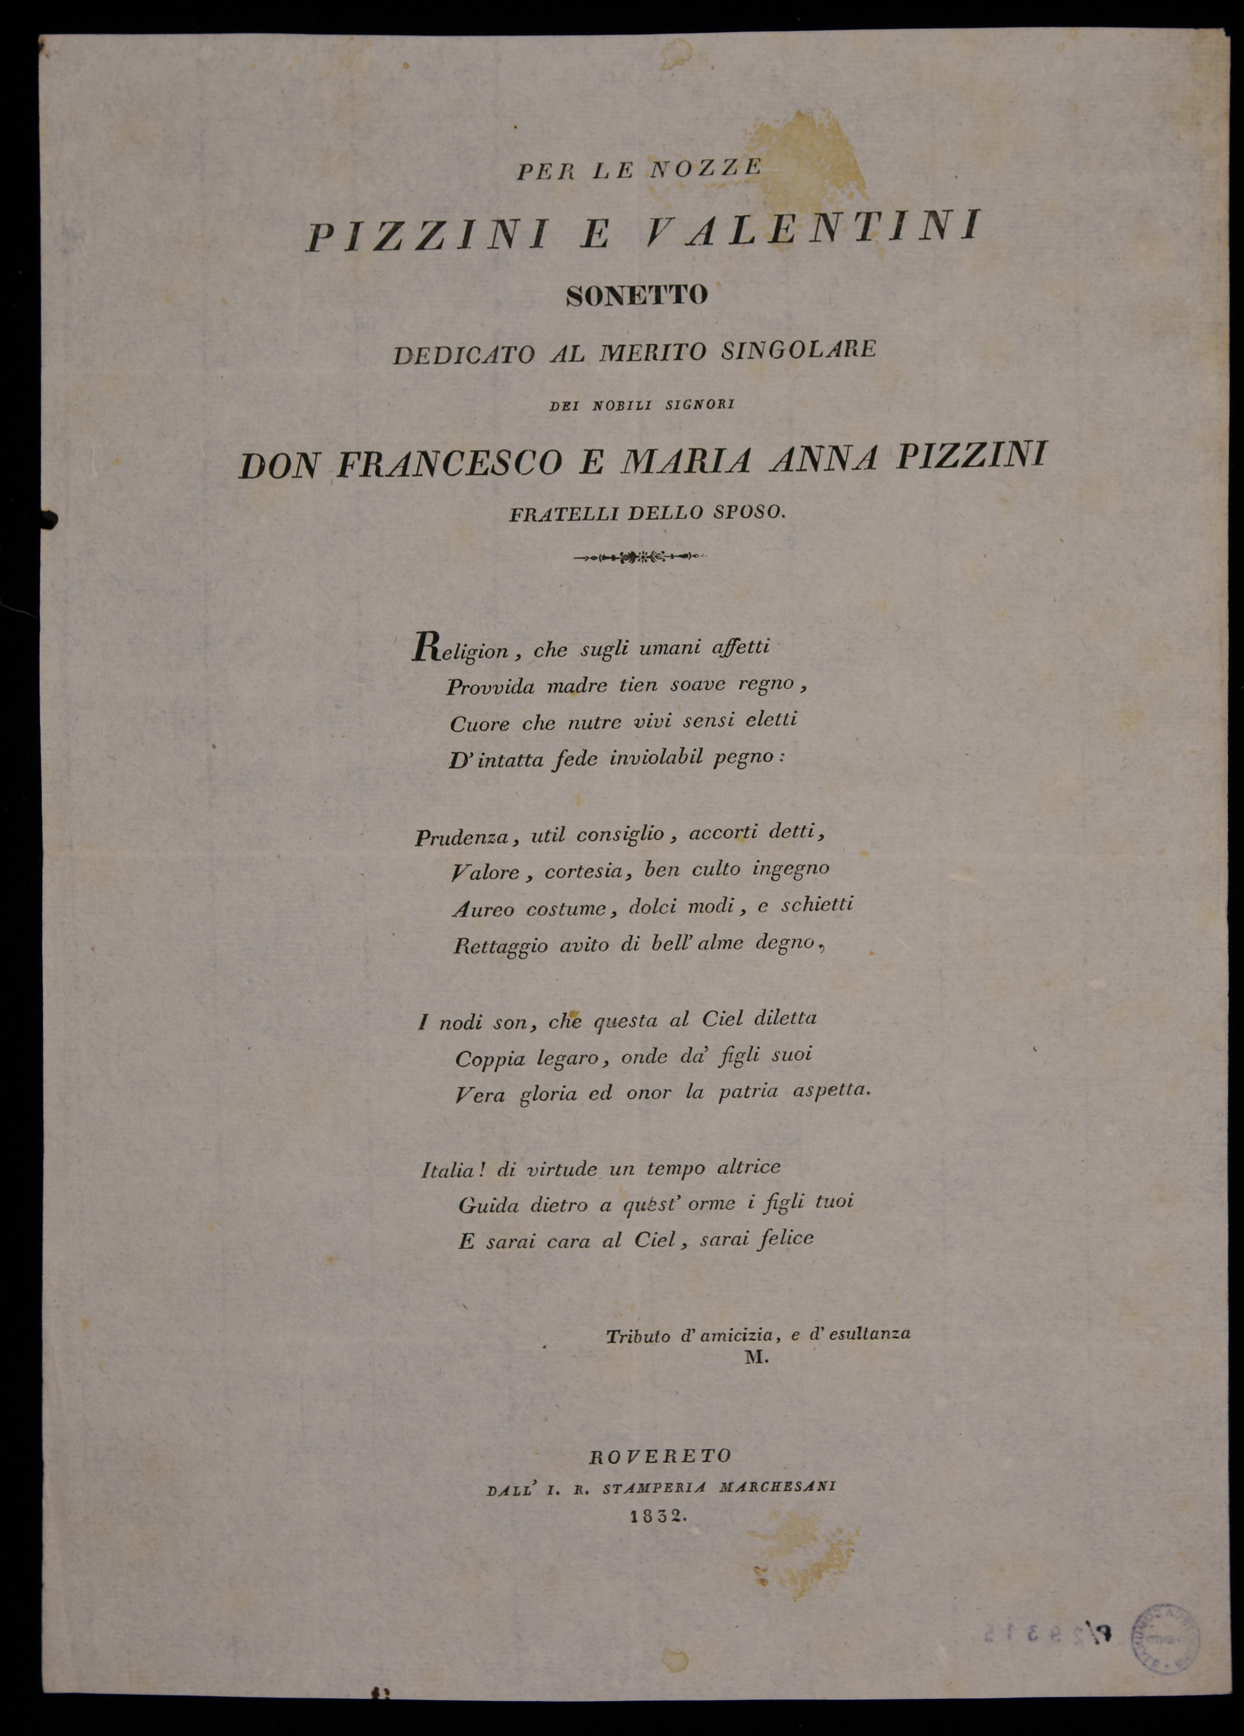 PER LE NOZZE
PIZZINI E VALENTINI
SONETTO
DEDICATO AL MERITO SINGOLARE
DEI NOBILI SIGNORI
DON FRANCESCO E MARIA ANNA PIZZINI
FRATELLI DELLO SPOSO.
Religion, che sugli umani affetti
Provvida madre tien soave regno,
Cuore che nutre vivi sensi eletti
D' intatta fede inviolabil pegno:
Prudenza, util consiglio, accorti detti,
Valore, cortesia, ben culto ingegno
Aureo costume, dolci modi, e schietti
Rettaggio avito di bell' alme degno,
I nodi son, che questa al Ciel diletta
Coppia legaro, onde da' figli suoi
Vera gloria ed onor la patria aspetta.
Italia! di virtude un tempo altrice
Guida dietro a quèst' orme i figli tuoi
E sarai cara al Ciel, sarai felice
Tributo d' amicizia, e d' esultanza
M.
ROVERETO
DALL' I. R. STAMPERIA MARCHESANI
1832.